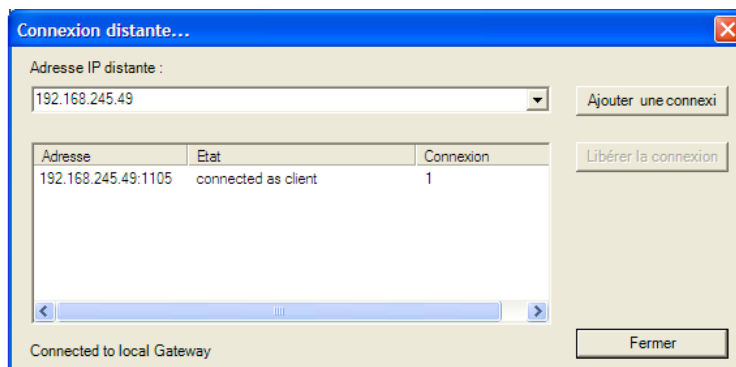 Connexion distante...
Adresse IP distante :
192.168.245.49
Ajouter une connexi
Adresse Etat Connexion
Libérer la connexion
192.168.245.49:1105 connected as client 1
Fermer
Connected to local Gateway